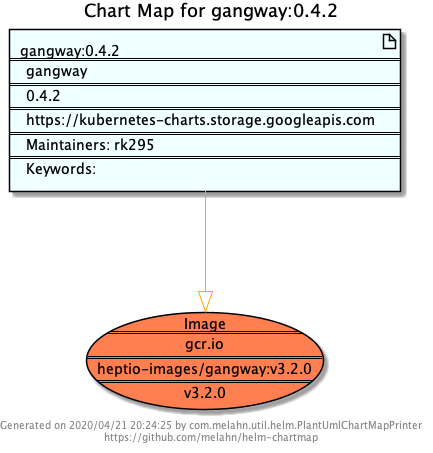 Chart Map for gangway:0.4.2
gangway:0.4.2
gangway
0.4.2
https://kubernetes-charts.storage.googleapis.com
Maintainers: rk295
Keywords:
Image
gcr.io
heptio-images/gangway:v3.2.0
v3.2.0
Generated on 2020/04/21 20:24:25 by com.melahn.util.helm.PlantUmlChartMapPrinter
https://github.com/melahn/helm-chartmap